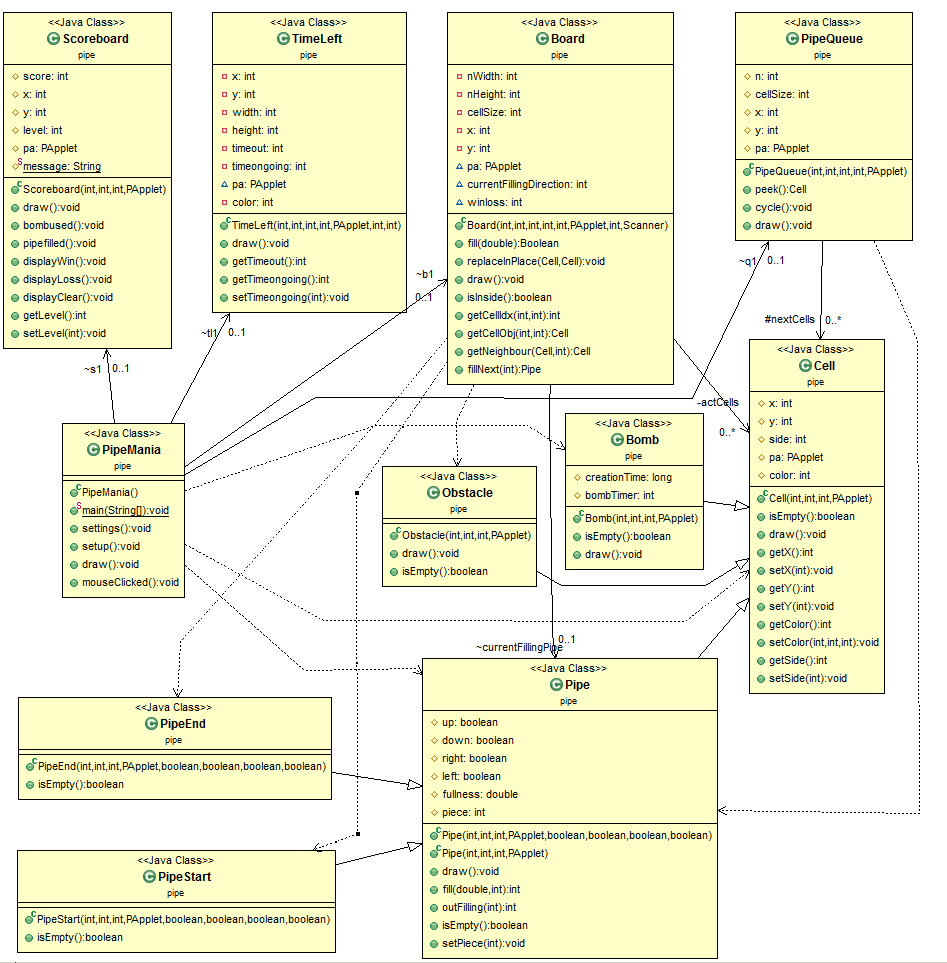 <<Java Class>>
Scoreboard
pipe
score: int
x: int
y: int
level: int
pa: PApplet
message: String
Scoreboard(int,int,int,PApplet)
draw():void
bombused():void
pipefilled():void
displayWin():void
displayLoss():void
displayClear():void
getLevel():int
setLevel(int):void
<<Java Class>>
TimeLeft
pipe
x: int
y: int
width: int
height: int
timeout: int
timeongoing: int
pa: PApplet
color: int
TimeLeft(int,int,int,int,PApplet,int,int)
draw():void
getTimeout():int
getTimeongoing():int
setTimeongoing(int):void
<<Java Class>>
Board
pipe
nWidth: int
nHeight: int
cellSize: int
x: int
y: int
pa: PApplet
currentFillingDirection: int
winloss: int
Board(int,int,int,int,int,PApplet,int,Scanner)
fill(double):Boolean
replaceInPlace(Cell,Cell):void
draw():void
isInside():boolean
getCellIdx(int,int):int
getCellObj(int,int):Cell
getNeighbour(Cell,int):Cell
fillNext(int):Pipe
<<Java Class>>
PipeQueue
pipe
n: int
cellSize: int
x: int
y: int
pa: PApplet
PipeQueue(int,int,int,int,PApplet)
peek():Cell
cycle():void
draw():void
~b1
0..1
~q1 0..1
~tl1 0..1
~s1 0..1
#nextCells 0..*
-actCells
0..*
<<Java Class>>
Cell
pipe
x: int
y: int
side: int
pa: PApplet
color: int
Cell(int,int,int,PApplet)
isEmpty():boolean
draw():void
getX():int
setX(int):void
getY():int
setY(int):void
getColor():int
setColor(int,int,int):void
getSide():int
setSide(int):void
<<Java Class>>
PipeMania
pipe
PipeMania()
main(String[]):void
settings():void
setup():void
draw():void
mouseClicked():void
<<Java Class>>
Bomb
pipe
creationTime: long
bombTimer: int
Bomb(int,int,int,PApplet)
isEmpty():boolean
draw():void
<<Java Class>>
Obstacle
pipe
Obstacle(int,int,int,PApplet)
draw():void
isEmpty():boolean
0..1
~currentFillingPipe
<<Java Class>>
Pipe
pipe
up: boolean
down: boolean
right: boolean
left: boolean
fullness: double
piece: int
Pipe(int,int,int,PApplet,boolean,boolean,boolean,boolean)
Pipe(int,int,int,PApplet)
draw():void
fill(double,int):int
outFilling(int):int
isEmpty():boolean
setPiece(int):void
<<Java Class>>
PipeEnd
pipe
PipeEnd(int,int,int,PApplet,boolean,boolean,boolean,boolean)
isEmpty():boolean
<<Java Class>>
PipeStart
pipe
PipeStart(int,int,int,PApplet,boolean,boolean,boolean,boolean)
isEmpty():boolean